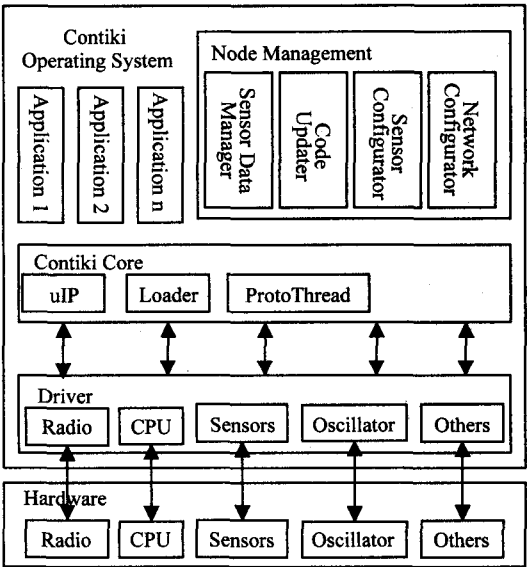 Contiki
Operating System
Application 1
Application 2
Application n
Node Management
Sensor Data
Manager
Code
Updater
Sensor
Configurator
Network
Configurator
Contiki Core
uIP
Loader
ProtoThread
Driver
Radio
CPU
Sensors
Oscillator
Others
Hardware
Radio
CPU
Sensors
Oscillator
Others